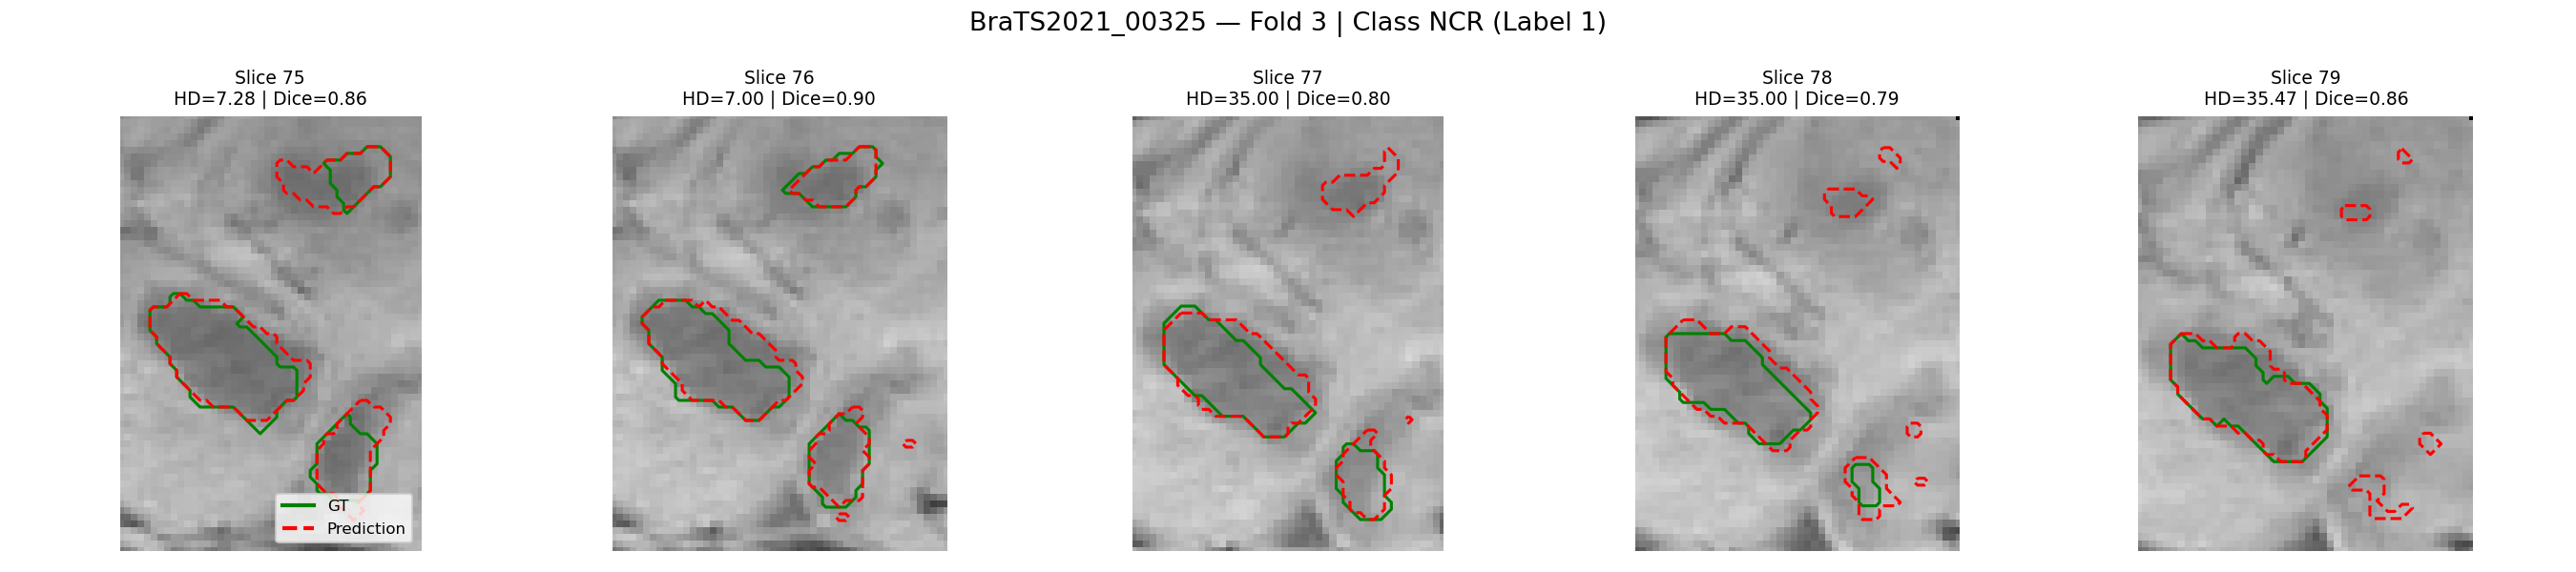 BraTS2021_00325 — Fold 3 | Class NCR (Label 1)
Slice 75
HD=7.28 | Dice=0.86
Slice 76
HD=7.00 | Dice=0.90
Slice 77
HD=35.00 | Dice=0.80
Slice 78
HD=35.00 | Dice=0.79
Slice 79
HD=35.47 | Dice=0.86
GT
Prediction